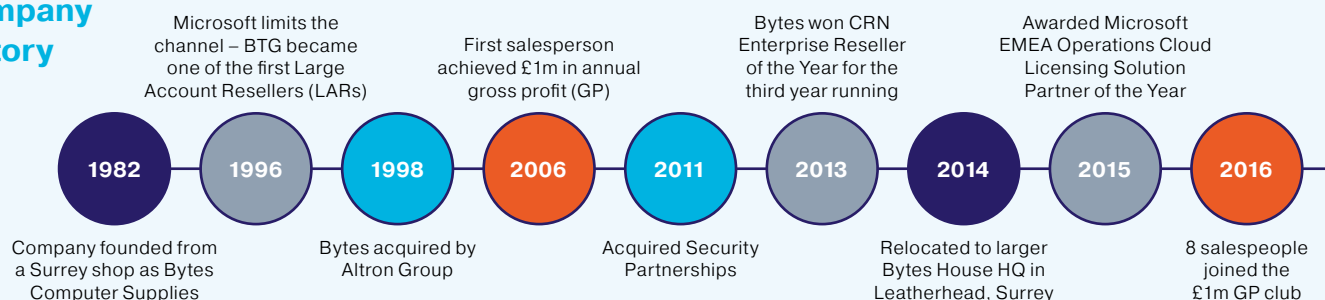 Microsoft limits the
channel – BTG became
one of the first Large
Account Resellers (LARs)
First salesperson
achieved £1m in annual
gross profit (GP)
Bytes won CRN
Enterprise Reseller
of the Year for the
third year running
Awarded Microsoft
EMEA Operations Cloud
Licensing Solution
Partner of the Year
1982
1996
1998
2006
2011
2013
2014
2015
2016
Company founded from
a Surrey shop as Bytes
Computer Supplies
Bytes acquired by
Altron Group
Acquired Security
Partnerships
Relocated to larger
Bytes House HQ in
Leatherhead, Surrey
8 salespeople
joined the
£1m GP club